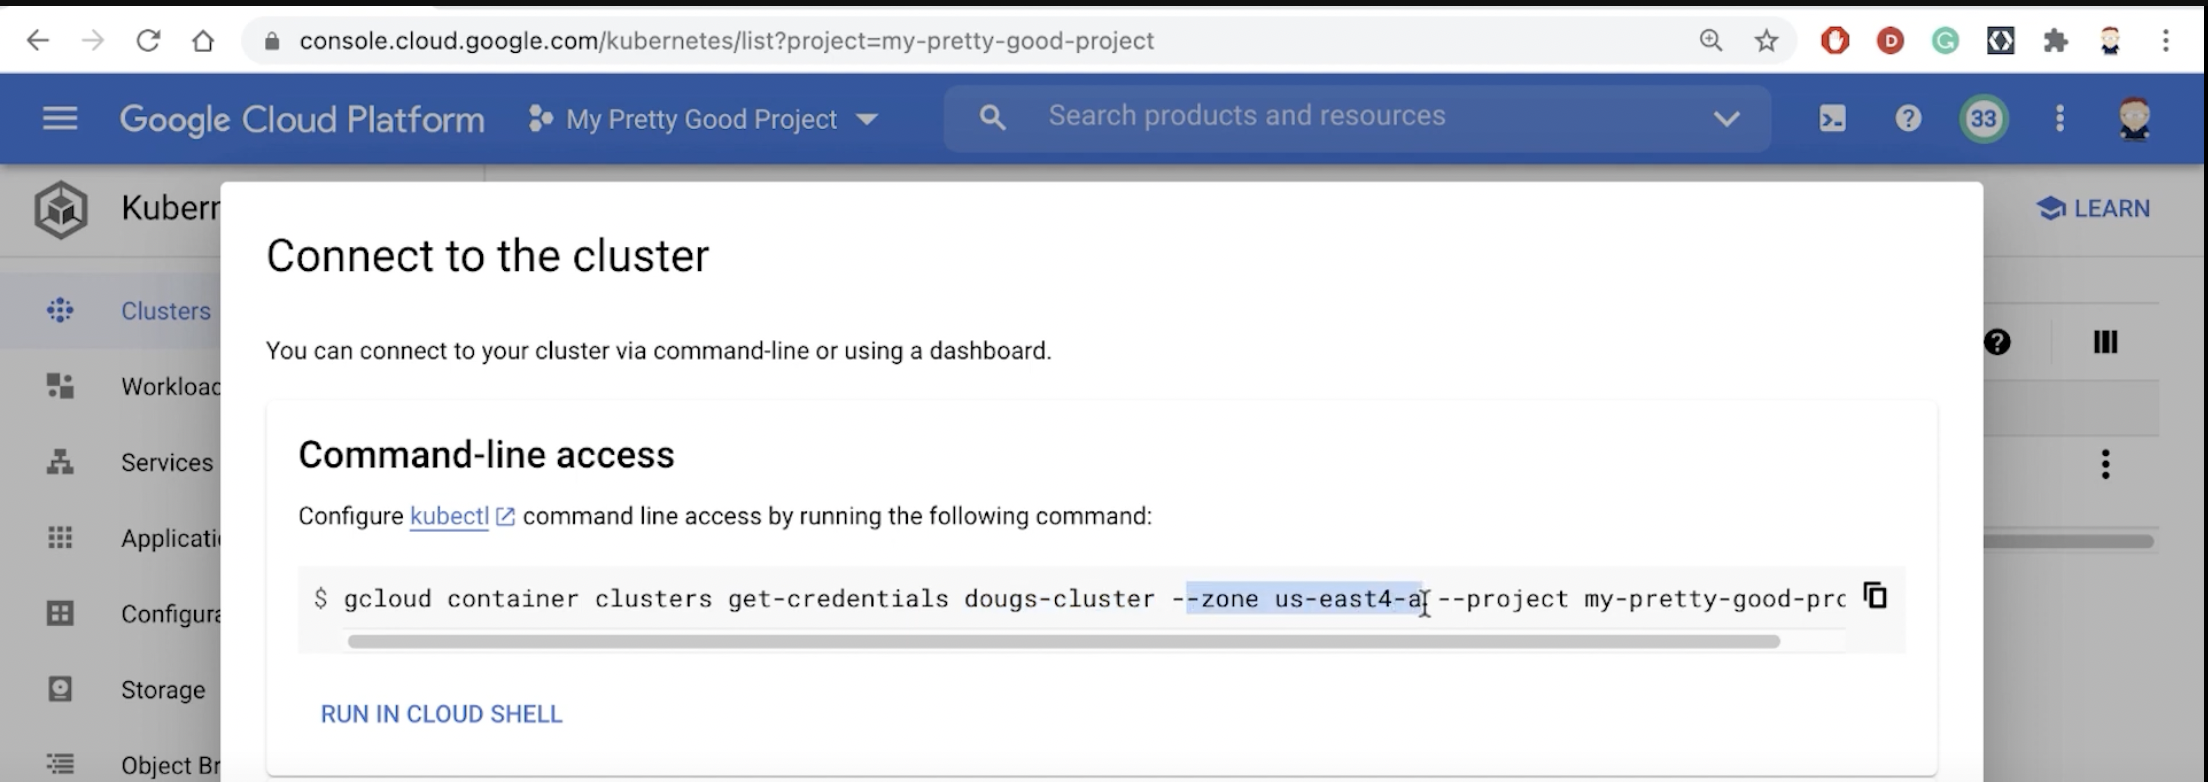 console.cloud.google.com/kubernetes/list?project=my-pretty-good-project
D
G
Google Cloud Platform
My Pretty Good Project
Search products and resources
?
33
Kubern
LEARN
Connect to the cluster
Clusters
You can connect to your cluster via command-line or using a dashboard.
?
Workloac
Command-line access
Services
Configure kubectl command line access by running the following command:
Applicati
$ gcloud container clusters get-credentials dougs-cluster --zone us-east4-a --project my-pretty-good-prc
Configura
Storage
RUN IN CLOUD SHELL
Object Br